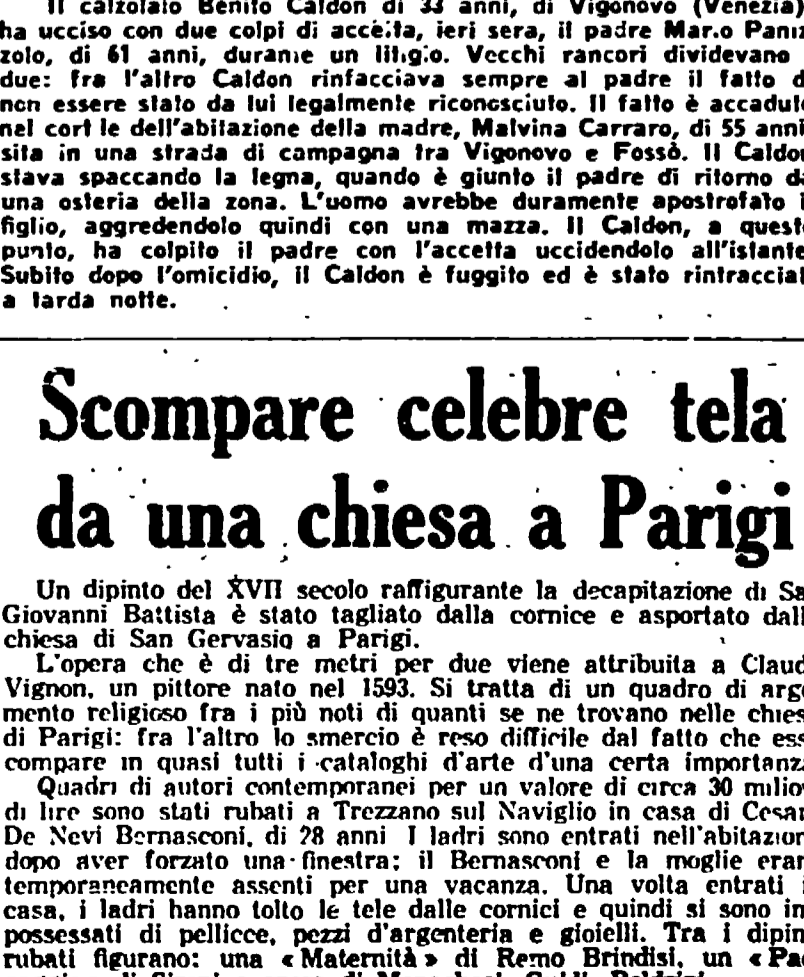 Il calzolaio Benito Caldon di 33 anni, di Vigonovo (Venezia)
ha ucciso con due colpi di accetta, ieri sera, il padre Mario Paniz
zolo, di 61 anni, durante un litigio. Vecchi rancori dividevano
due: fra l'altro Caldon rinfacciava sempre al padre il fatto d
non essere stato da lui legalmente riconosciuto. Il fatto è accadut
nel cortile dell'abitazione della madre, Malvina Carraro, di 55 anni
sita in una strada di campagna tra Vigonovo e Fossò. Il Caldon
stava spaccando la legna, quando è giunto il padre di ritorno da
una osteria della zona. L'uomo avrebbe duramente apostrofato i
figlio, aggredendolo quindi con una mazza. Il Caldon, a quest
punto, ha colpito il padre con l'accetta uccidendolo all'istante
Subito dopo l'omicidio, il Caldon è fuggito ed è stato rintracciat
a tarda notte.
Scompare celebre tela
da una chiesa a Parigi
Un dipinto del XVII secolo raffigurante la decapitazione di Sa
Giovanni Battista è stato tagliato dalla cornice e asportato dall
chiesa di San Gervasio a Parigi.
L'opera che è di tre metri per due viene attribuita a Claud
Vignon, un pittore nato nel 1593. Si tratta di un quadro di argo
mento religioso fra i più noti di quanti se ne trovano nelle chies
di Parigi: fra l'altro lo smercio è reso difficile dal fatto che ess
compare in quasi tutti i cataloghi d'arte d'una certa importanz
Quadri di autori contemporanei per un valore di circa 30 milio
di lire sono stati rubati a Trezzano sul Naviglio in casa di Cesar
De Nevi Bernasconi, di 28 anni I ladri sono entrati nell'abitazion
dopo aver forzato una finestra; il Bernasconi e la moglie eran
temporaneamente assenti per una vacanza. Una volta entrati i
casa, i ladri hanno tolto le tele dalle cornici e quindi si sono im
possessati di pellicce, pezzi d'argenteria e gioielli. Tra i dipin
rubati figurano: una « Maternità » di Remo Brindisi, un « Pae